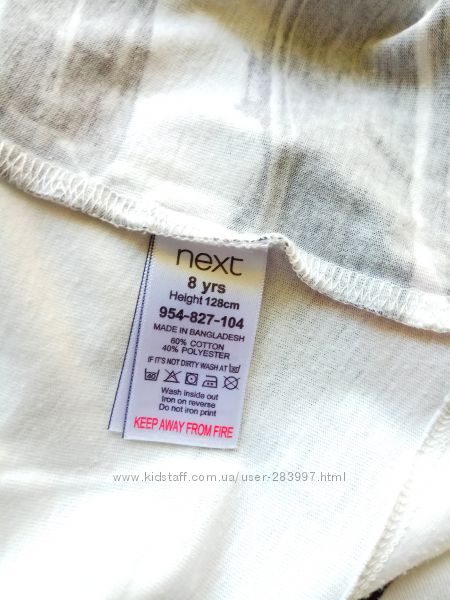 next
8 yrs
Height 128cm
954-827-104
MADE IN BANGLADESH
60% COTTON
40% POLYESTER
IF IT'S NOT DIRTY WASH AT 30
40
Wash inside out
Iron on reverse
Do not iron print
KEEP AWAY FROM FIRE
www.kidstaff.com.ua/user-283997.html